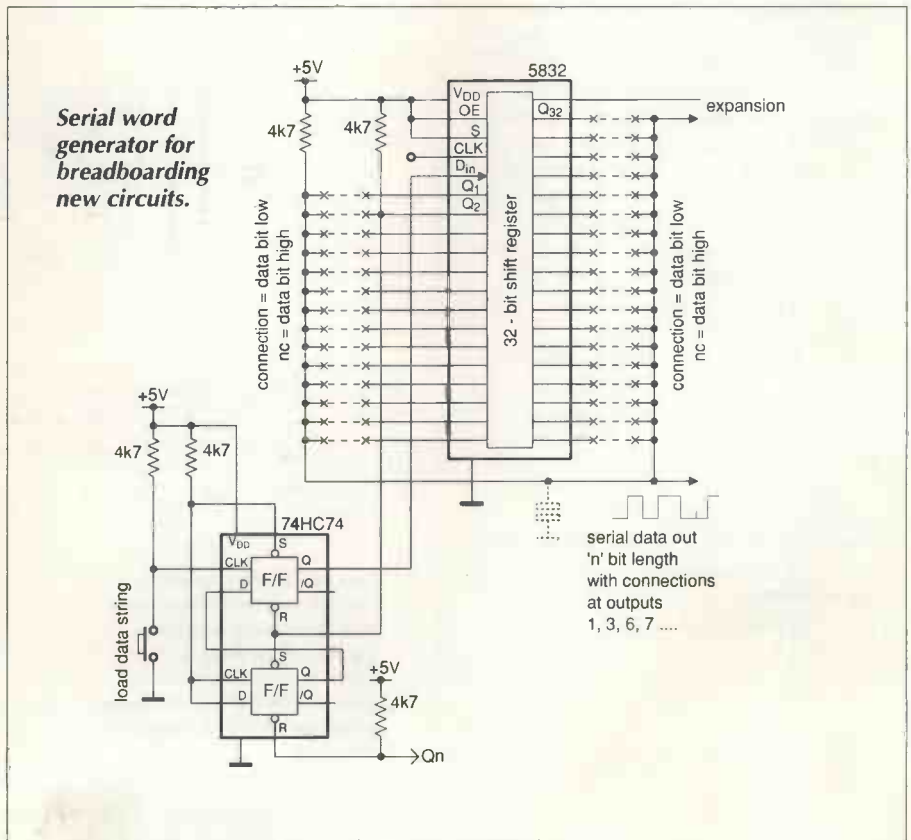 Serial word
generator for
breadboarding
new circuits.
+5V
4k7
4k7
5832
VDD
OE
S
CLK
Din
Q1
Q2
Q32
expansion
32 - bit shift register
connection = data bit low
nc = data bit high
connection = data bit low
nc = data bit high
+5V
4k7
4k7
74HC74
VDD
S
CLK
D
F/F
Q
/Q
R
S
CLK
D
F/F
Q
/Q
R
load data string
+5V
4k7
Qn
serial data out
'n' bit length
with connections
at outputs
1, 3, 6, 7 ....